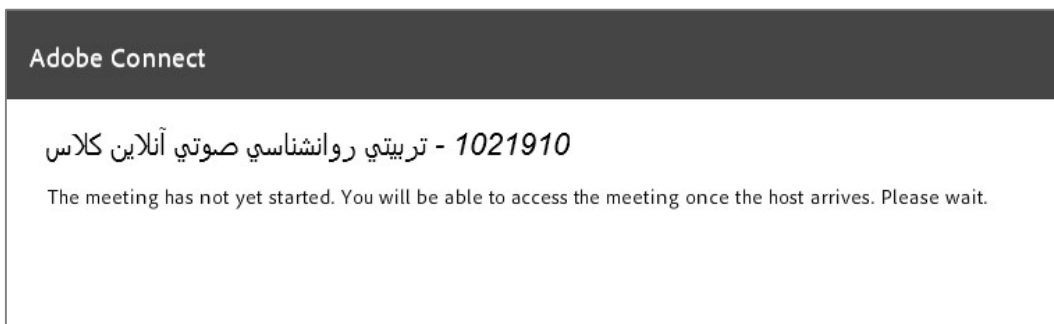 Adobe Connect
1021910 - تربيتي روانشناسي صوتي آنلاين كلاس
The meeting has not yet started. You will be able to access the meeting once the host arrives. Please wait.